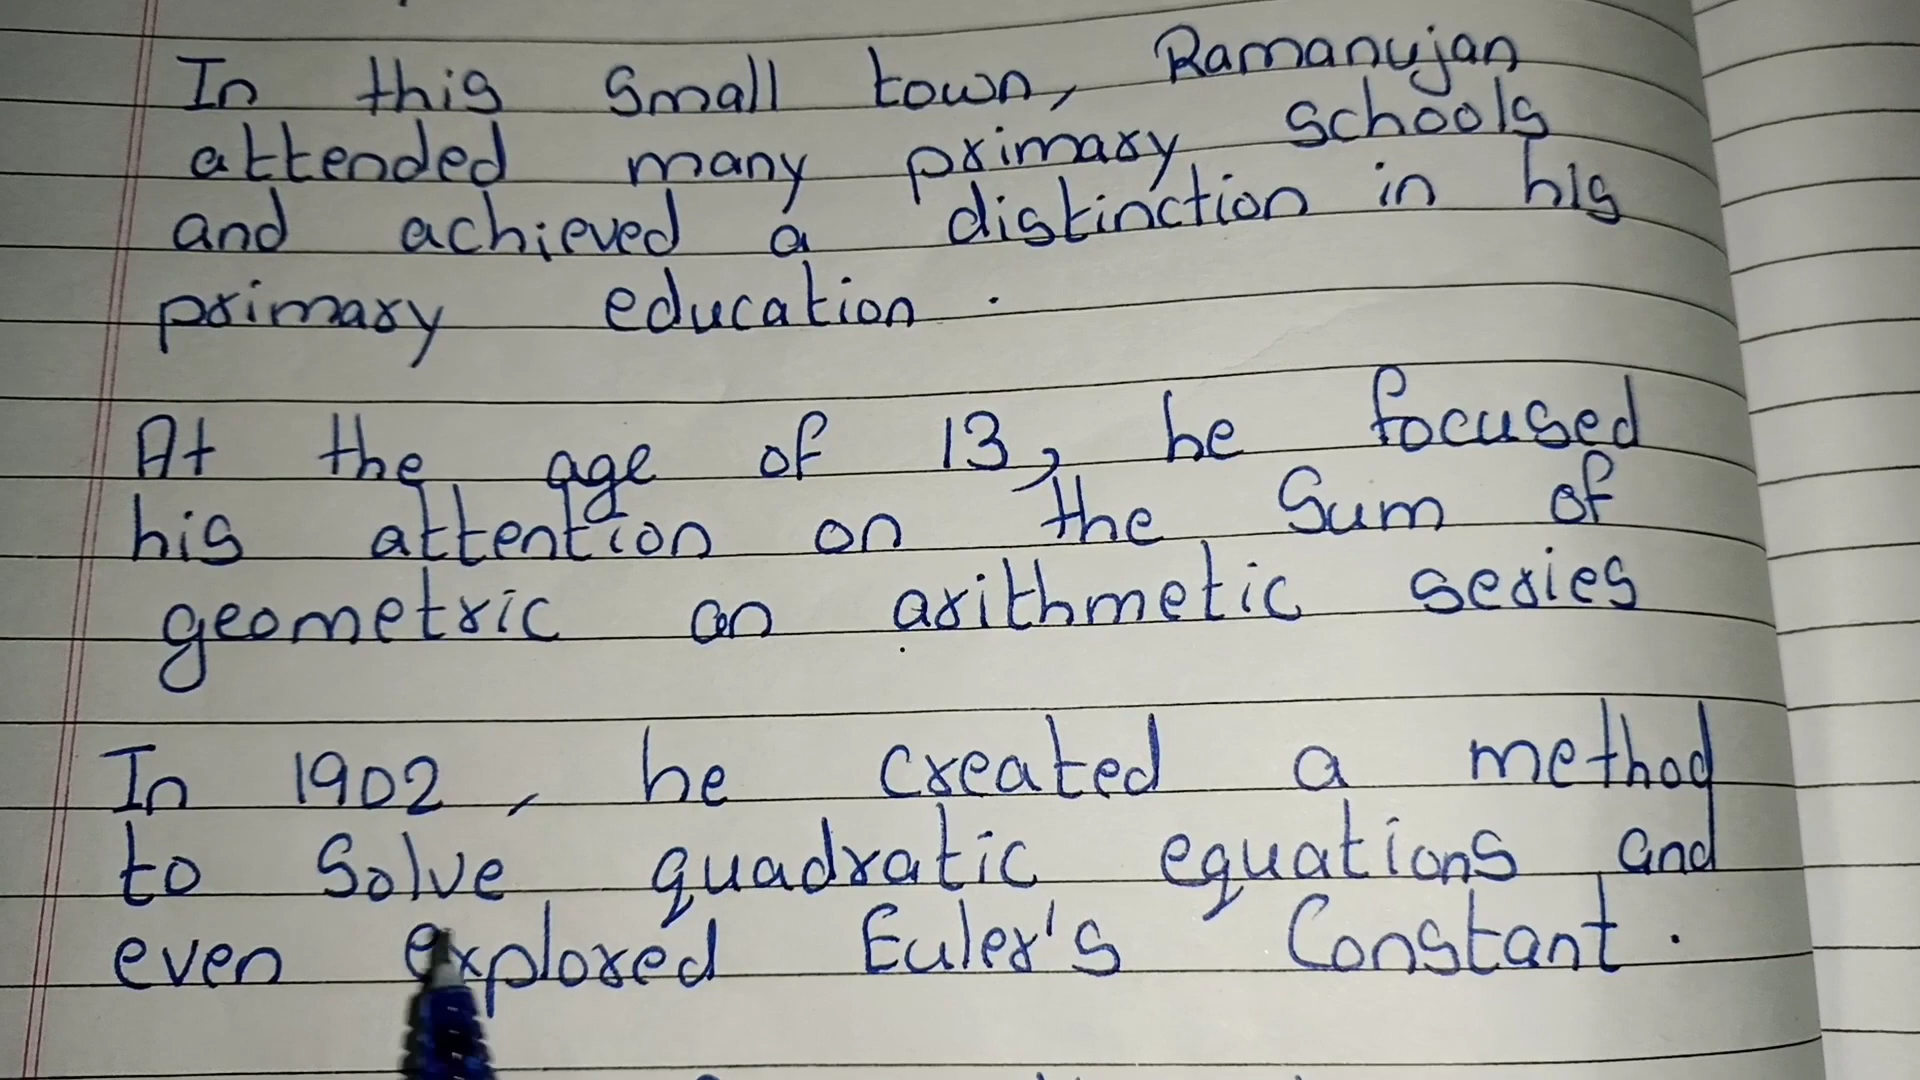 In this small town, Ramanujan
attended many primary schools
and achieved a distinction in his
primary education.
At the age of 13, he focused
his attention on the Sum of
geometric an arithmetic series
In 1902, he created a method
to Solve quadratic equations and
even explored Euler's Constant.